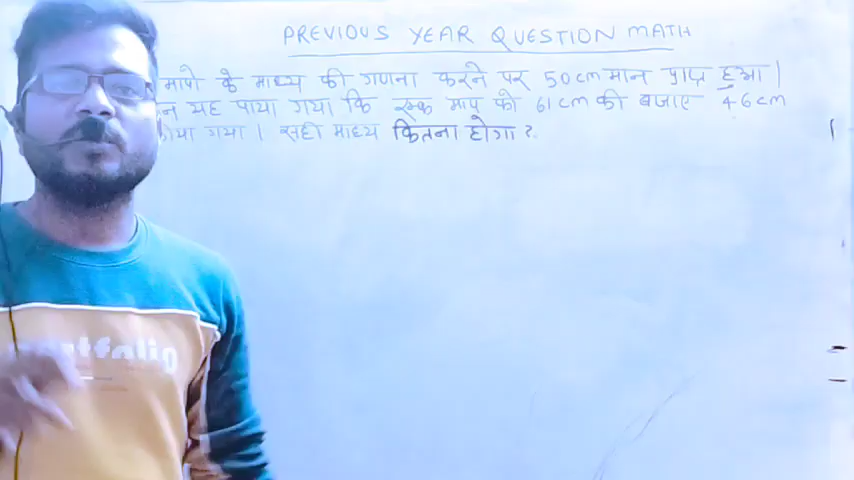 PREVIOUS YEAR QUESTION MATH
मापो के माध्य की गणना करने पर 50cm मान प्राप्त हुआ |
यह पाया गया कि एक माप को 61cm की बजाए 46cm
गया | सही माध्य कितना होगा ?